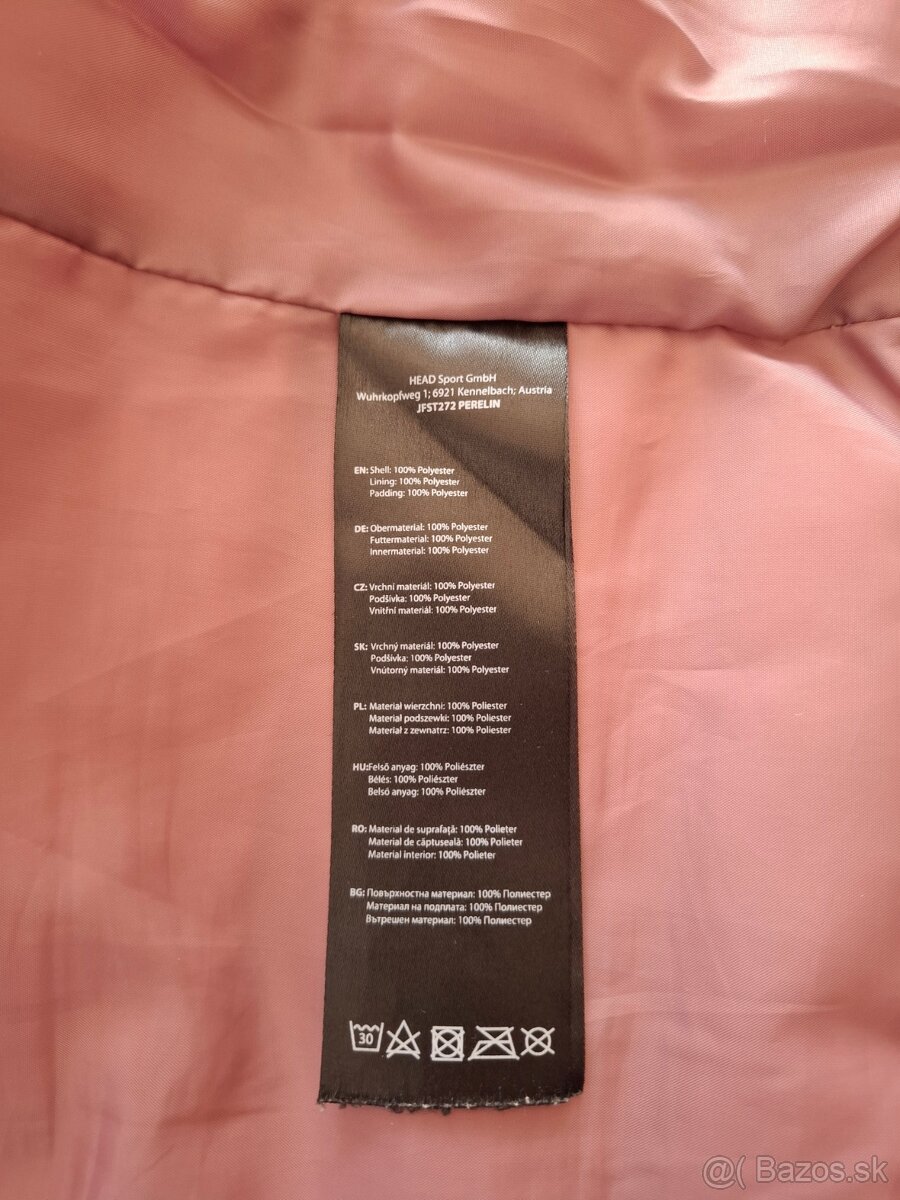 HEAD Sport GmbH
Wuhrkopfweg 1; 6921 Kennelbach; Austria
JFST272 PERELIN
EN: Shell: 100% Polyester
Lining: 100% Polyester
Padding: 100% Polyester
DE: Obermaterial: 100% Polyester
Futtermaterial: 100% Polyester
Innermaterial: 100% Polyester
CZ: Vrchní materiál: 100% Polyester
Podšívka: 100% Polyester
Vnitřní materiál: 100% Polyester
SK: Vrchný materiál: 100% Polyester
Podšívka: 100% Polyester
Vnútorný materiál: 100% Polyester
PL: Materiał wierzchni: 100% Poliester
Materiał podszewki: 100% Poliester
Materiał z zewnatrz: 100% Poliester
HU:Felső anyag: 100% Poliészter
Bélés: 100% Poliészter
Belső anyag: 100% Poliészter
RO: Material de suprafaţă: 100% Polieter
Material de căptuseală: 100% Polieter
Material interior: 100% Polieter
BG: Повърхностна материал: 100% Полиестер
Материал на подплата: 100% Полиестер
Вътрешен материал: 100% Полиестер
30
@( Bazos.sk